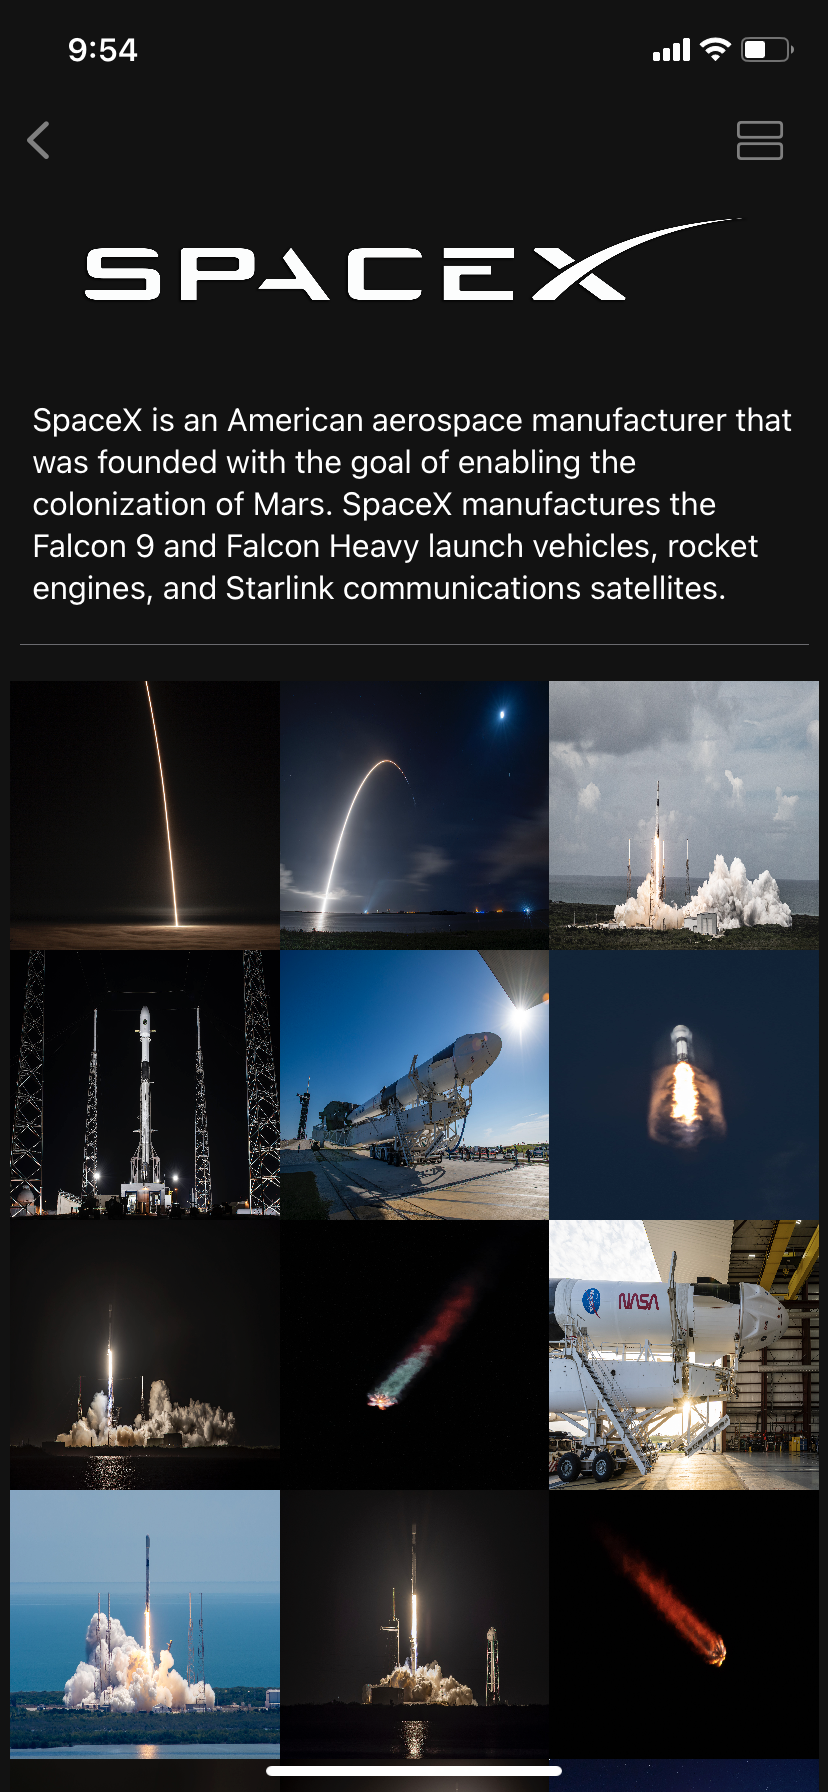 9:54
SPACEX
SpaceX is an American aerospace manufacturer that
was founded with the goal of enabling the
colonization of Mars. SpaceX manufactures the
Falcon 9 and Falcon Heavy launch vehicles, rocket
engines, and Starlink communications satellites.
NASA